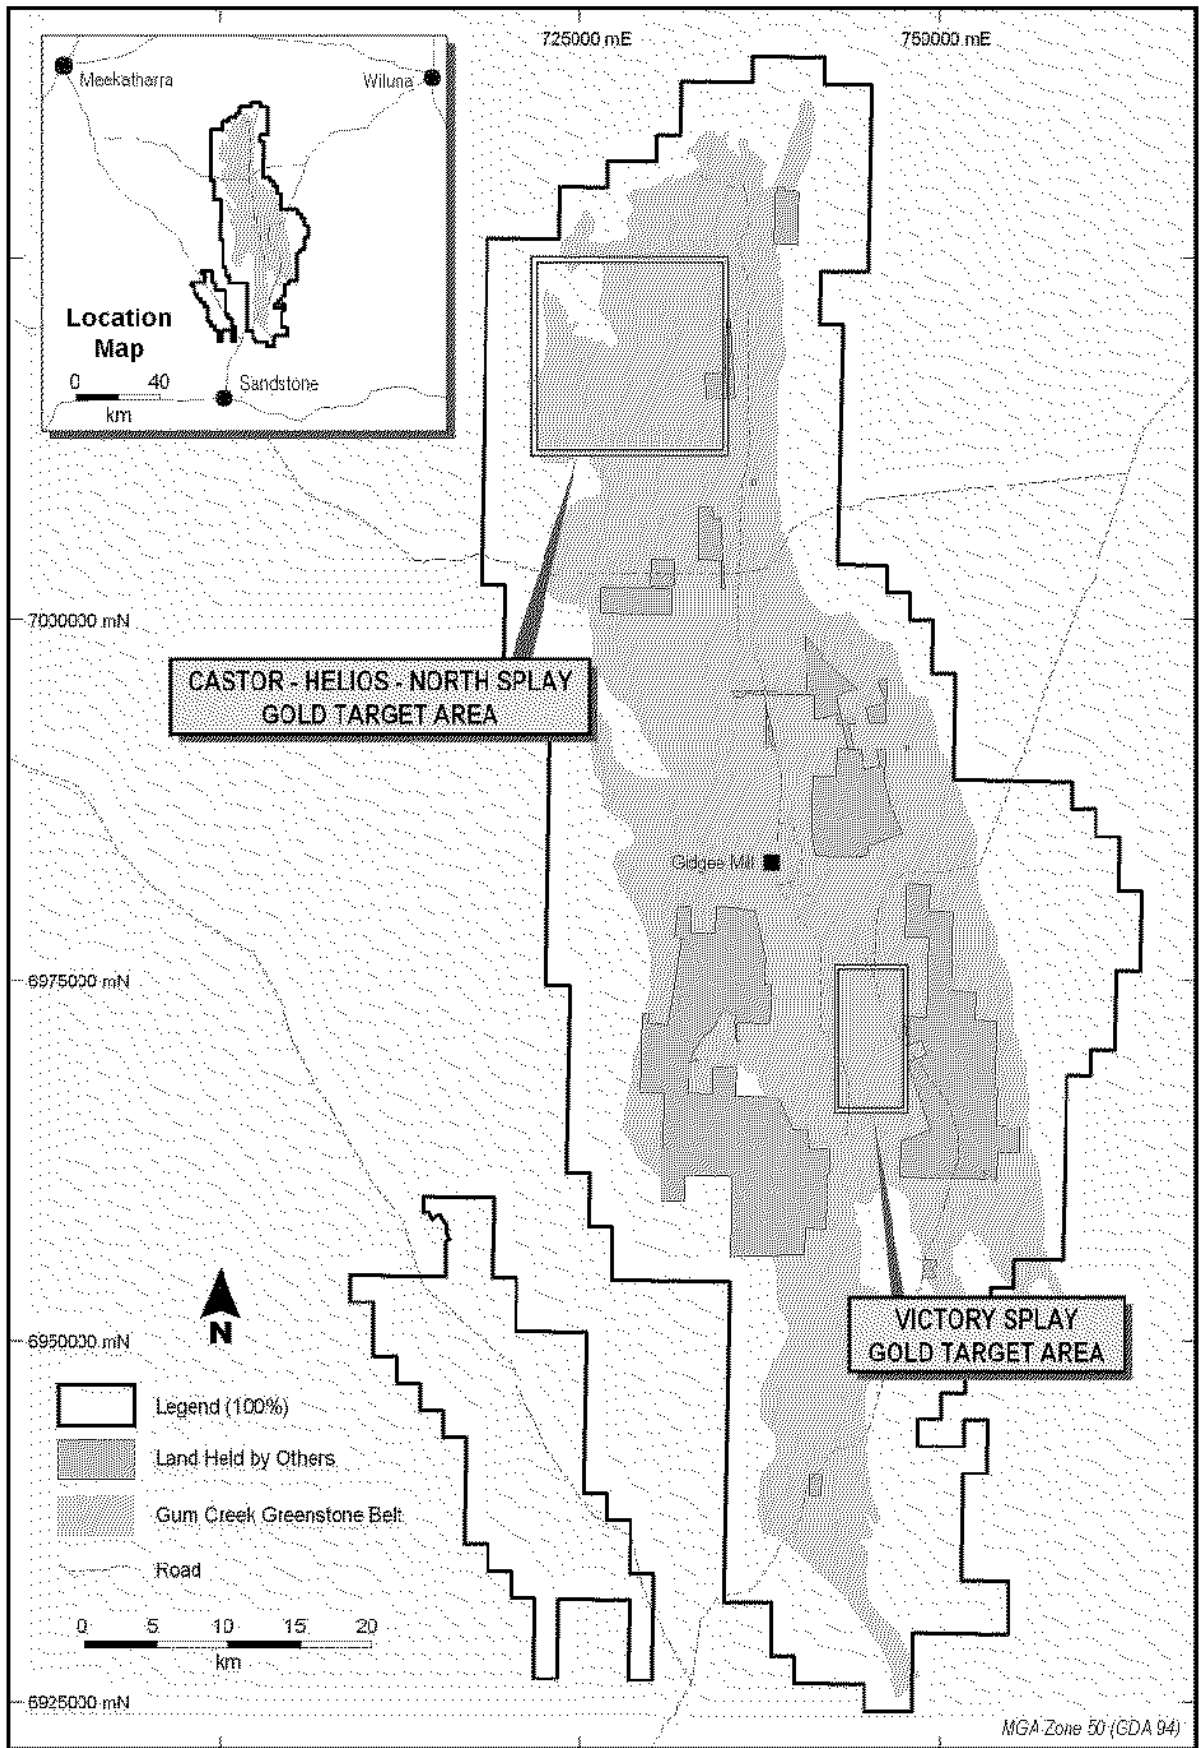 725000 mE
750000 mE
Meekatharra
Wiluna
Location
Map
0 40
km
Sandstone
7000000 mN
CASTOR - HELIOS - NORTH SPLAY
GOLD TARGET AREA
Gidgee Mill
6975000 mN
N
6950000 mN
VICTORY SPLAY
GOLD TARGET AREA
Legend (100%)
Land Held by Others
Gum Creek Greenstone Belt
Road
0 5 10 15 20
km
6925000 mN
MGA Zone 50 (GDA 94)